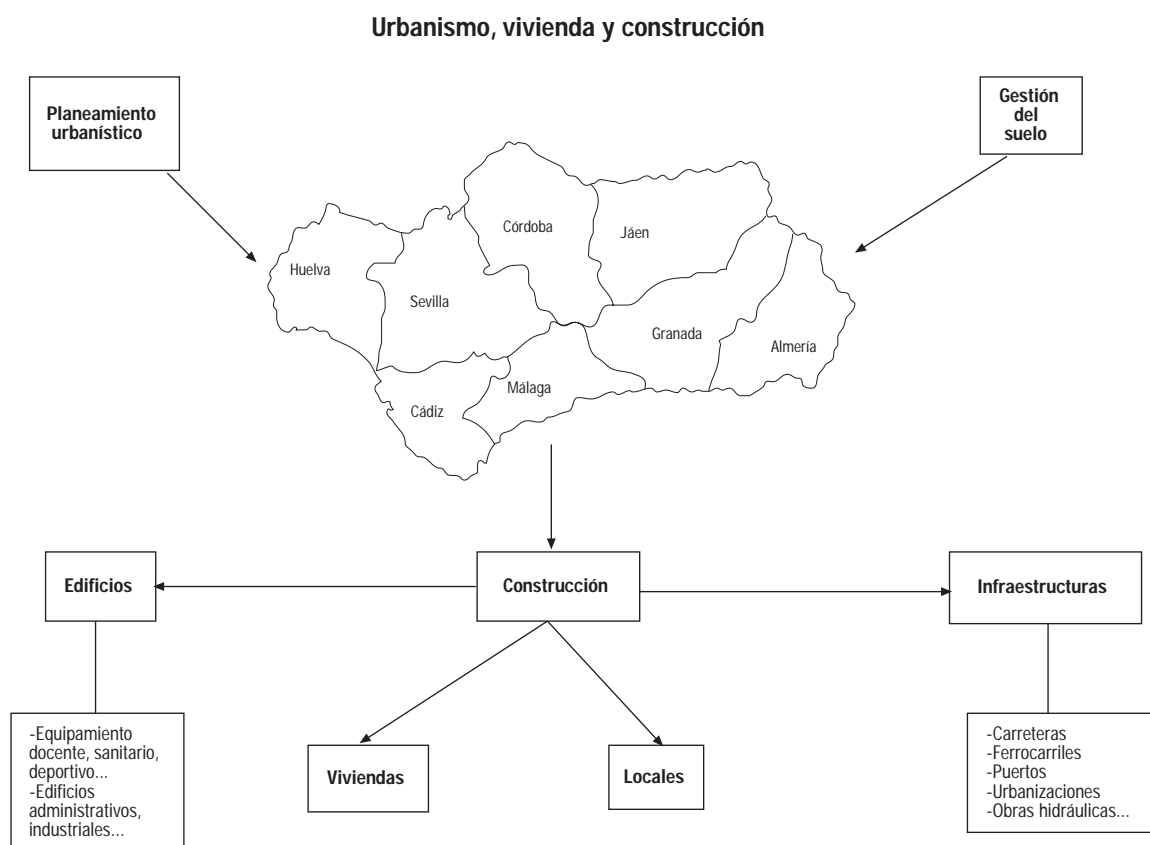 Urbanismo, vivienda y construcción
Planeamiento
urbanístico
Gestión
del
suelo
Córdoba
Jáen
Huelva
Sevilla
Granada
Almería
Málaga
Cádiz
Edificios
Construcción
Infraestructuras
-Equipamiento
docente, sanitario,
deportivo...
-Edificios
administrativos,
industriales...
Viviendas
Locales
-Carreteras
-Ferrocarriles
-Puertos
-Urbanizaciones
-Obras hidráulicas...